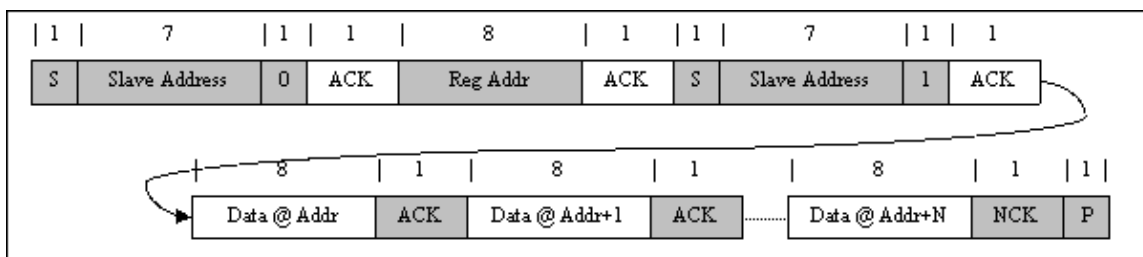 | 1 | 7 | 1 | 1 | 8 | 1 | 1 | 7 | 1 | 1
S Slave Address 0 ACK Reg Addr ACK S Slave Address 1 ACK
| 8 | 1 | 8 | 1 | 8 | 1 | 1 |
Data @ Addr ACK Data @ Addr+1 ACK Data @ Addr+N NCK P